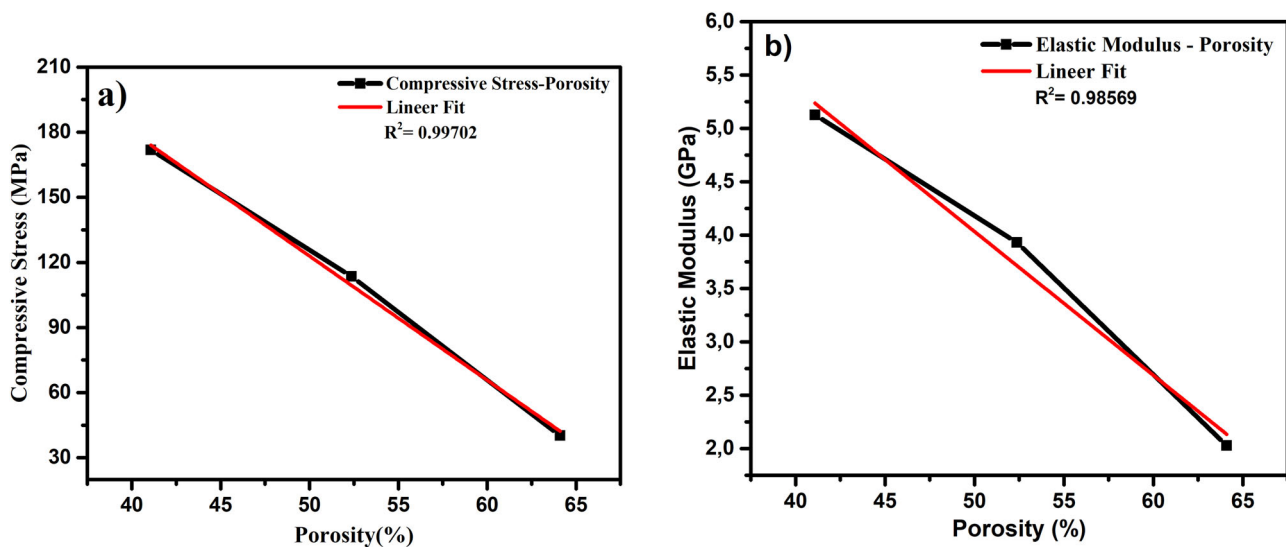 a)
Compressive Stress-Porosity
Lineer Fit
R²= 0.99702
210
180
150
120
90
60
30
Compressive Stress (MPa)
40 45 50 55 60 65
Porosity(%)
b)
Elastic Modulus - Porosity
Lineer Fit
R²= 0.98569
6,0
5,5
5,0
4,5
4,0
3,5
3,0
2,5
2,0
Elastic Modulus (GPa)
40 45 50 55 60 65
Porosity (%)